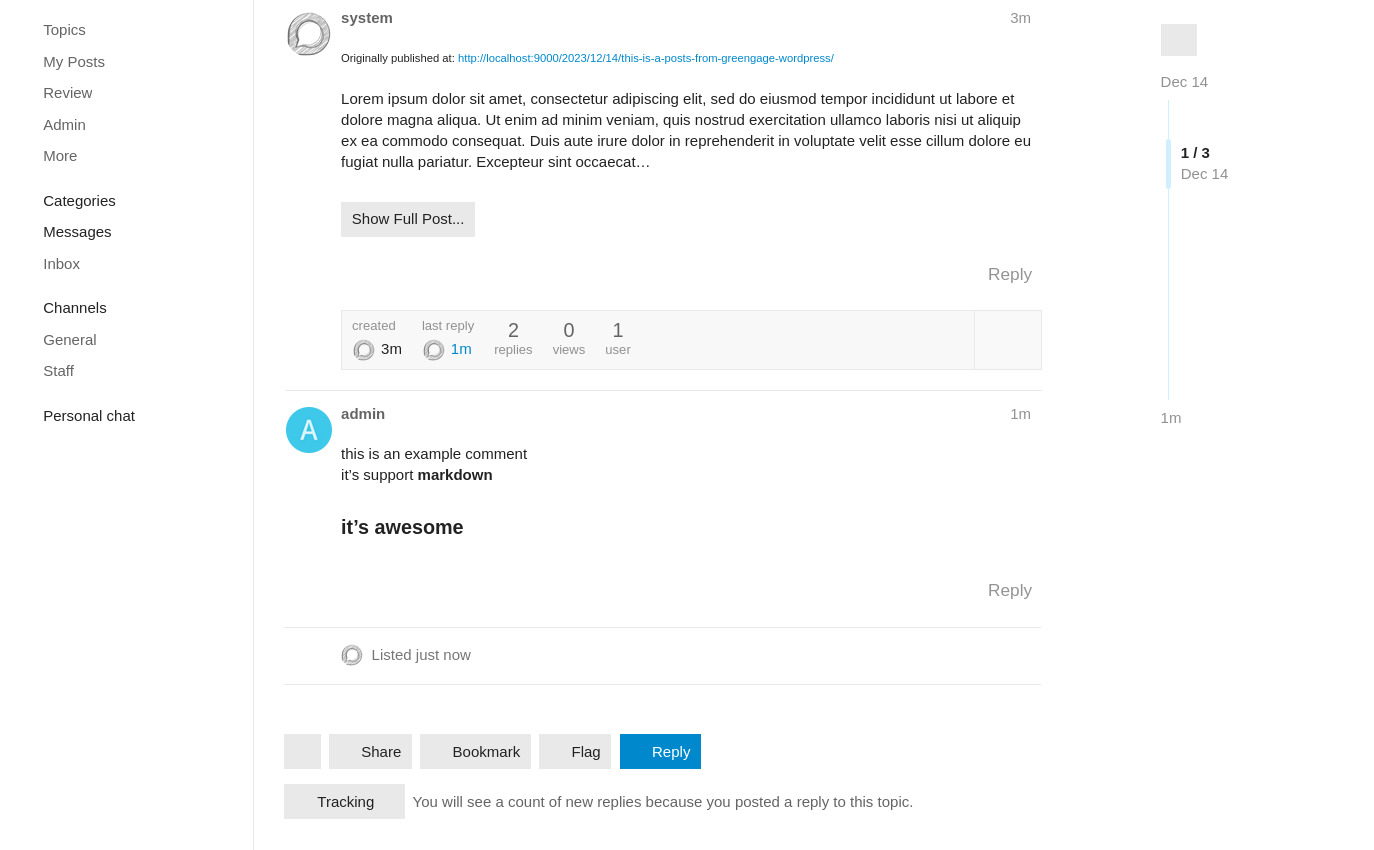 Topics
My Posts
Review
Admin
More
Categories
Messages
Inbox
Channels
General
Staff
Personal chat
system 3m
Originally published at: http://localhost:9000/2023/12/14/this-is-a-posts-from-greengage-wordpress/
Lorem ipsum dolor sit amet, consectetur adipiscing elit, sed do eiusmod tempor incididunt ut labore et
dolore magna aliqua. Ut enim ad minim veniam, quis nostrud exercitation ullamco laboris nisi ut aliquip
ex ea commodo consequat. Duis aute irure dolor in reprehenderit in voluptate velit esse cillum dolore eu
fugiat nulla pariatur. Excepteur sint occaecat…
Show Full Post...
Reply
created last reply 2 0 1
3m 1m replies views user
A admin 1m
this is an example comment
it’s support markdown
it’s awesome
Reply
Listed just now
Share Bookmark Flag Reply
Tracking You will see a count of new replies because you posted a reply to this topic.
Dec 14
1 / 3
Dec 14
1m